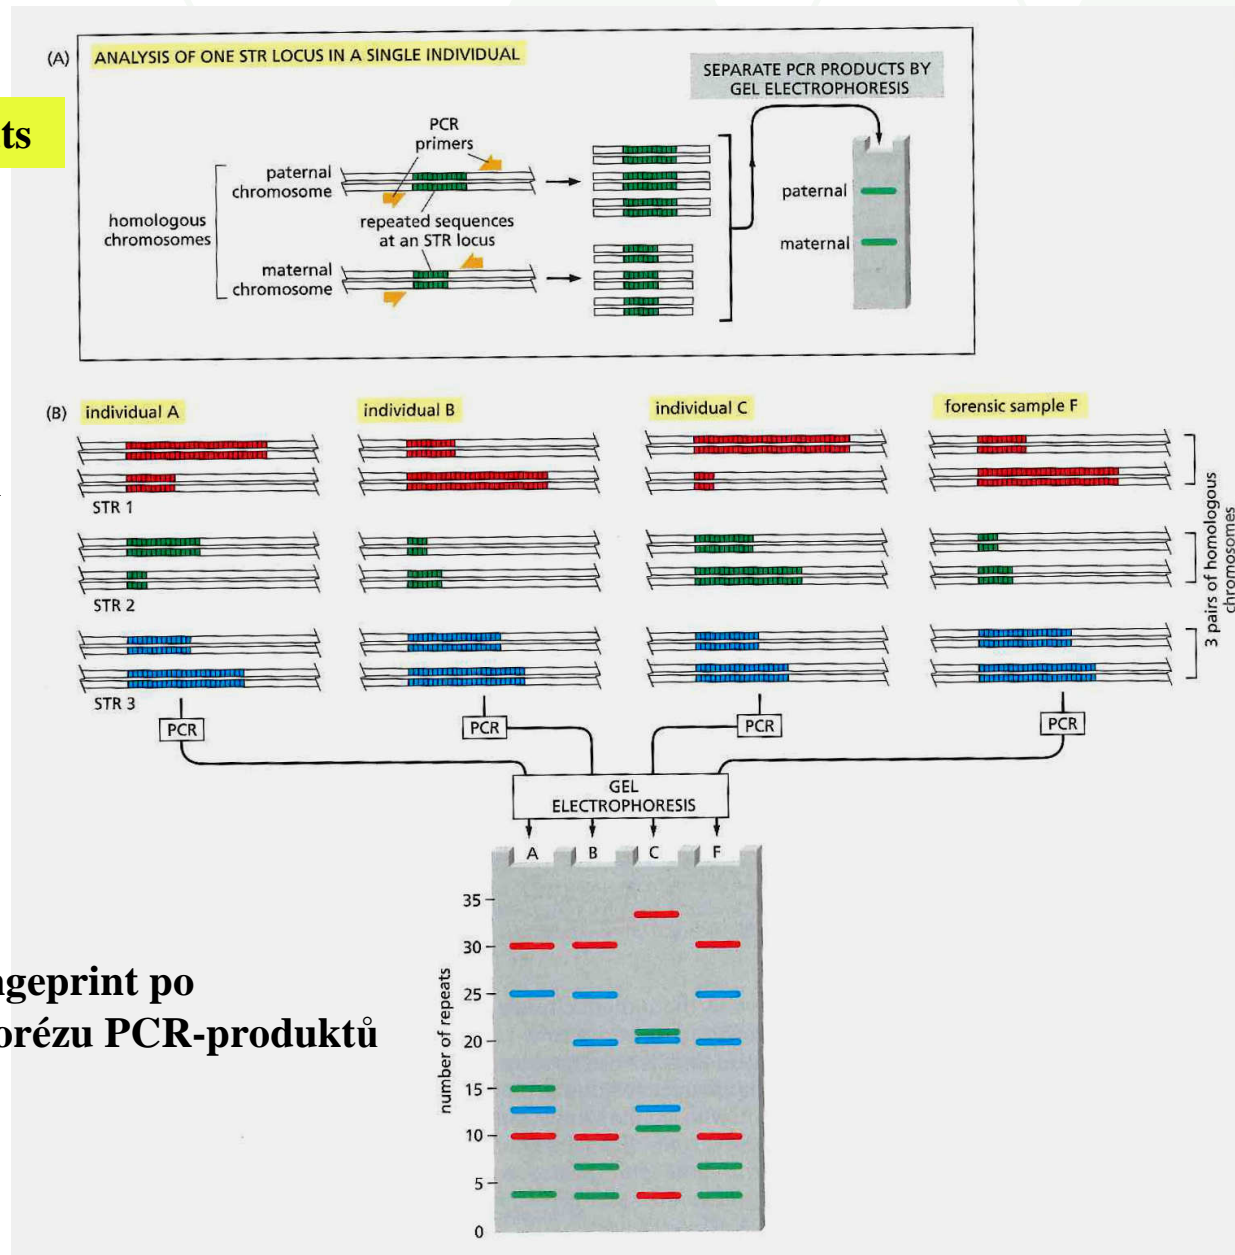 (A) ANALYSIS OF ONE STR LOCUS IN A SINGLE INDIVIDUAL
SEPARATE PCR PRODUCTS BY
GEL ELECTROPHORESIS
ts
PCR
primers
paternal
chromosome
homologous
chromosomes
repeated sequences
at an STR locus
maternal
chromosome
paternal
maternal
(B) individual A individual B individual C forensic sample F
STR 1
STR 2
STR 3
3 pairs of homologous
chromosomes
PCR PCR PCR PCR
GEL
ELECTROPHORESIS
A B C F
number of repeats
35
30
25
20
15
10
5
0
ngeprint po
orézu PCR-produktů